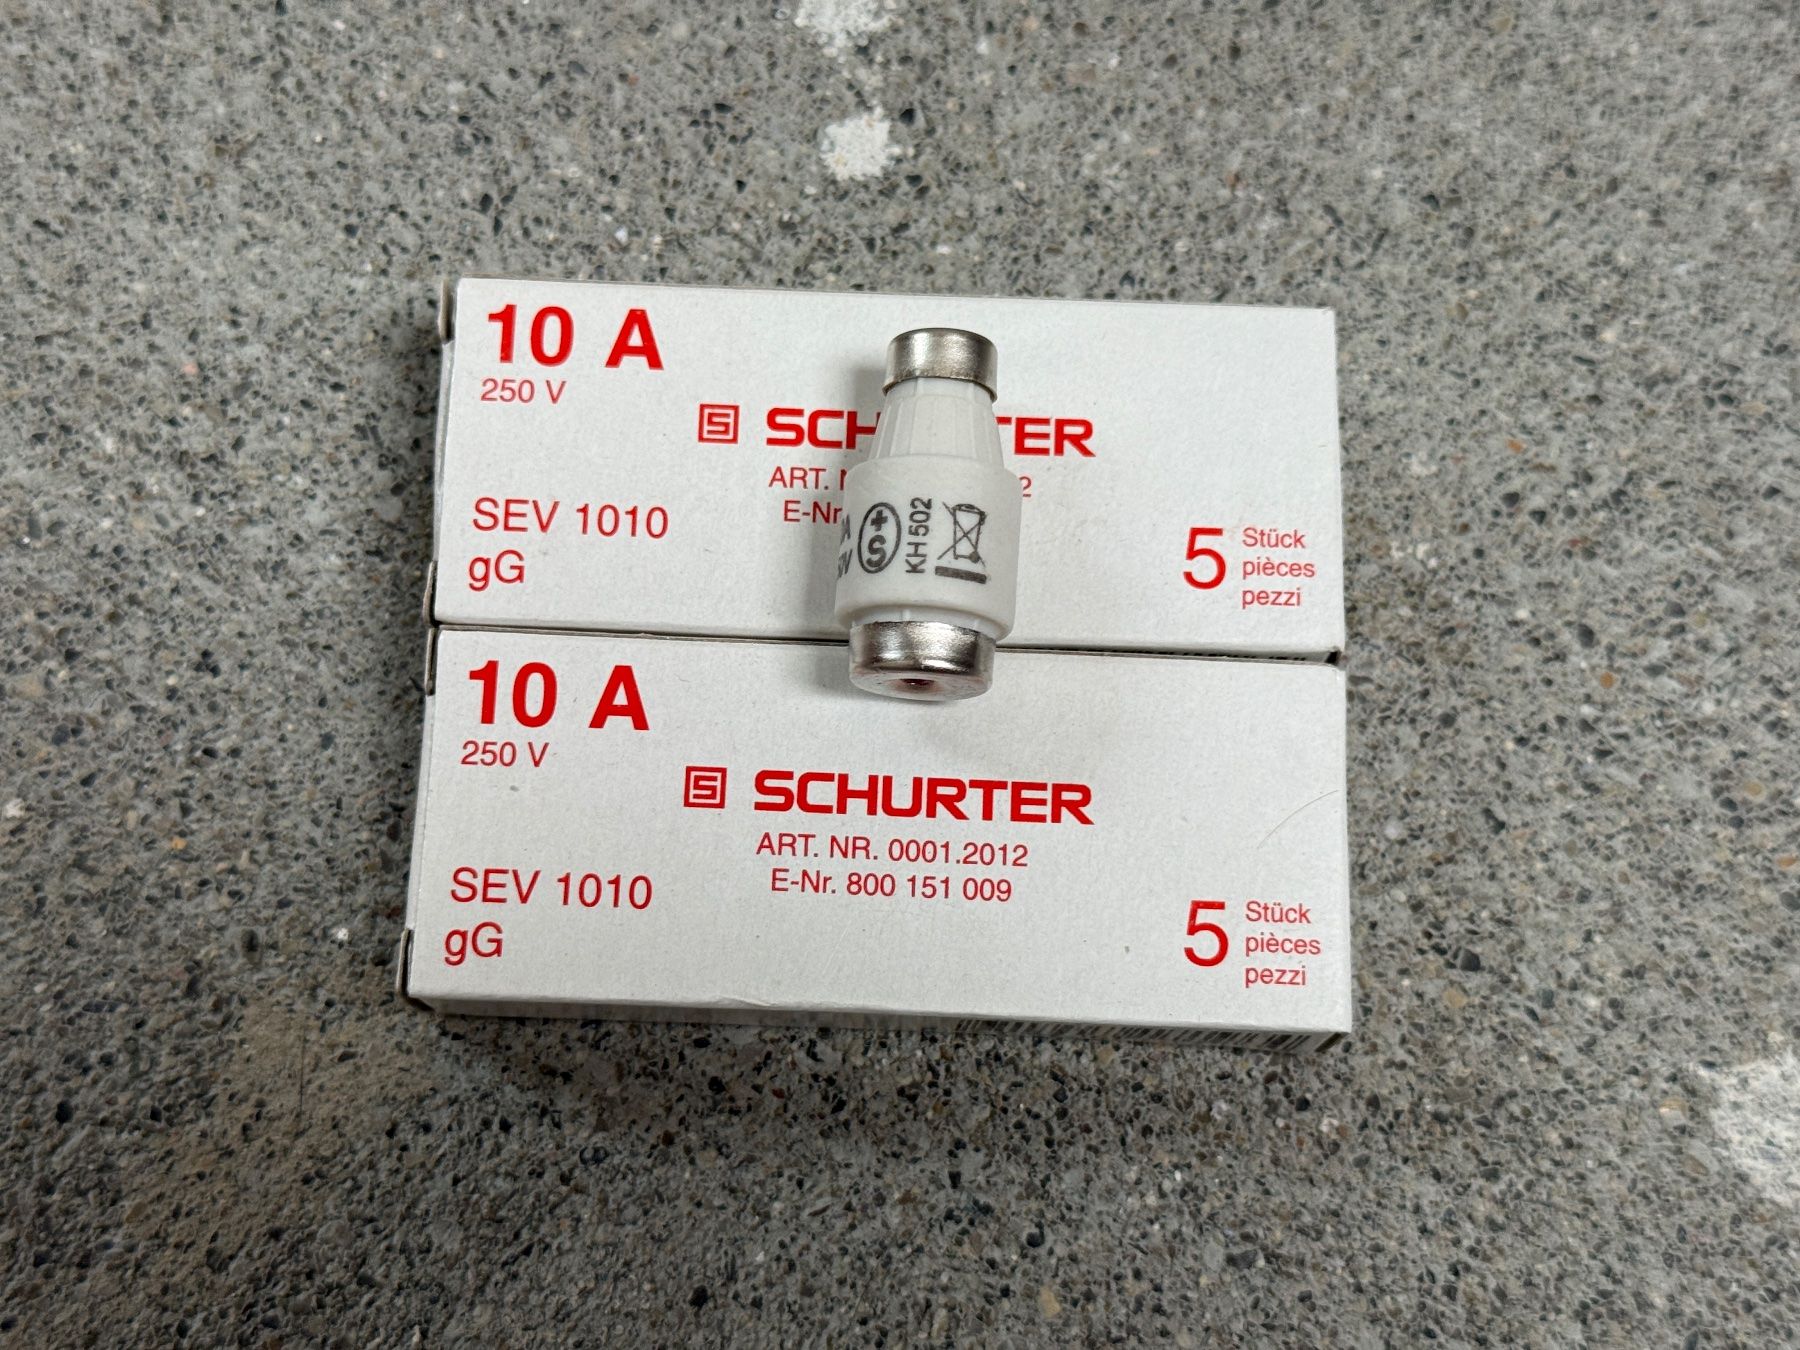 10 A
250 V
SCHURTER
ART.
E-Nr.
SEV 1010
gG
5 Stück
pièces
pezzi
KH 502
10 A
250 V
SCHURTER
ART. NR. 0001.2012
E-Nr. 800 151 009
SEV 1010
gG
5 Stück
pièces
pezzi